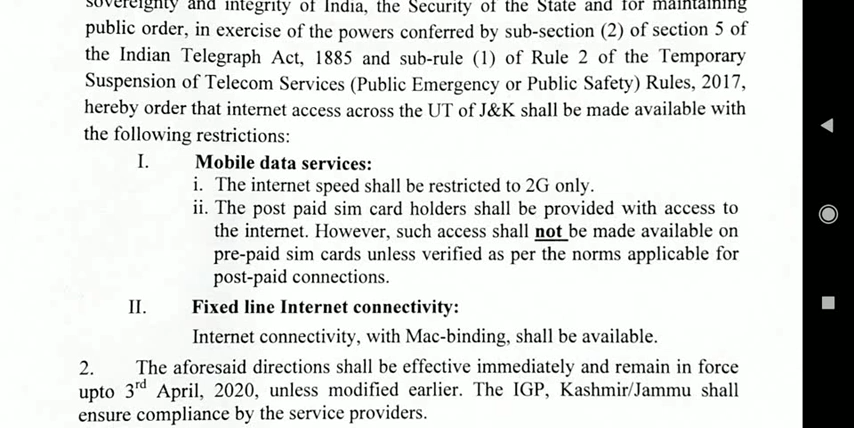 sovereignty and integrity of India, the Security of the State and for maintaining
public order, in exercise of the powers conferred by sub-section (2) of section 5 of
the Indian Telegraph Act, 1885 and sub-rule (1) of Rule 2 of the Temporary
Suspension of Telecom Services (Public Emergency or Public Safety) Rules, 2017,
hereby order that internet access across the UT of J&K shall be made available with
the following restrictions:
I. Mobile data services:
i. The internet speed shall be restricted to 2G only.
ii. The post paid sim card holders shall be provided with access to
the internet. However, such access shall not be made available on
pre-paid sim cards unless verified as per the norms applicable for
post-paid connections.
II. Fixed line Internet connectivity:
Internet connectivity, with Mac-binding, shall be available.
2. The aforesaid directions shall be effective immediately and remain in force
upto 3rd April, 2020, unless modified earlier. The IGP, Kashmir/Jammu shall
ensure compliance by the service providers.